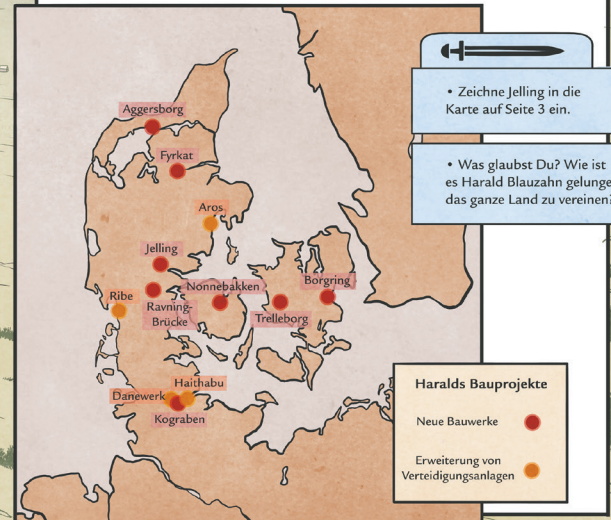 Aggersborg
Fyrkat
Aros
Jelling
Nonnebakken
Borgring
Ribe
Ravning-
Brücke
Trelleborg
Haithabu
Danewerk
Kograben
• Zeichne Jelling in die
Karte auf Seite 3 ein.
• Was glaubst Du? Wie ist
es Harald Blauzahn gelunge
das ganze Land zu vereinen?
Haralds Bauprojekte
Neue Bauwerke
Erweiterung von
Verteidigungsanlagen